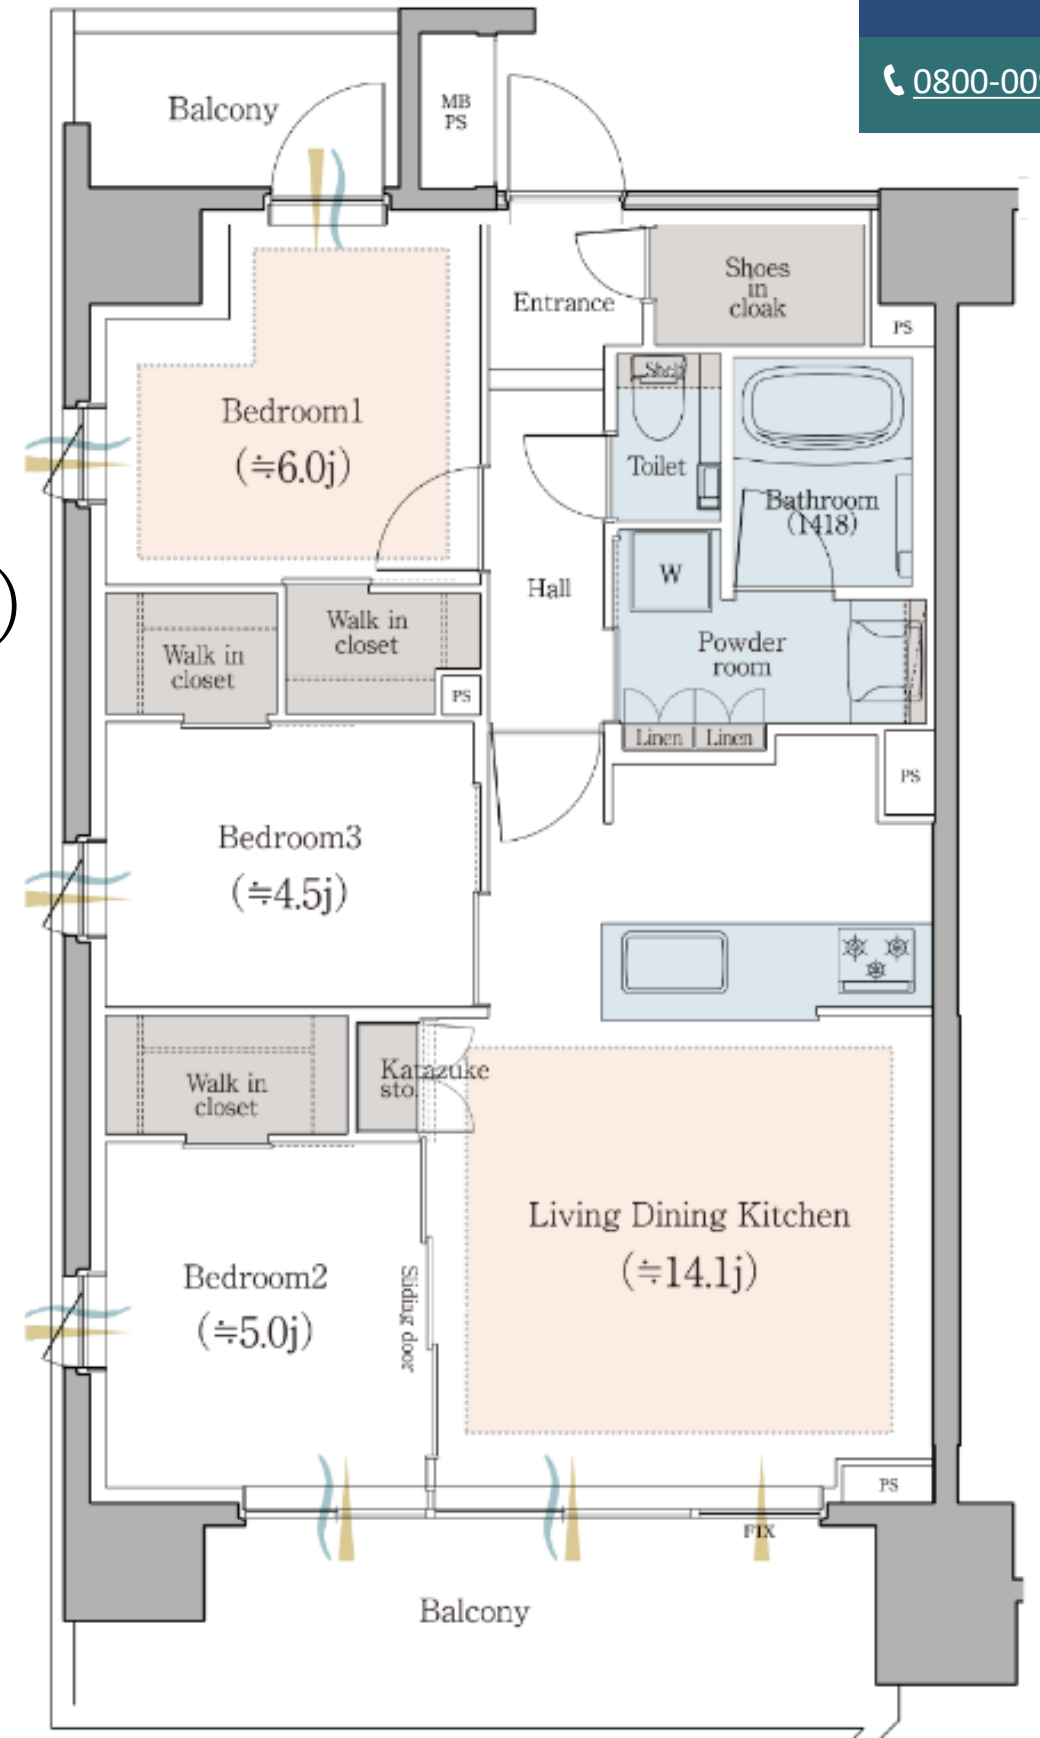 0800-00
Balcony
MB
PS
Entrance
Shoes
in
cloak
PS
Shelf
Toilet
Bathroom
(1418)
Bedroom1
(≒6.0j)
W
Hall
Powder
room
Linen
Linen
Walk in
closet
Walk in
closet
PS
PS
Bedroom3
(≒4.5j)
Walk in
closet
Katazuke
sto.
Living Dining Kitchen
(≒14.1j)
Bedroom2
(≒5.0j)
Sliding door
PS
FIX
Balcony